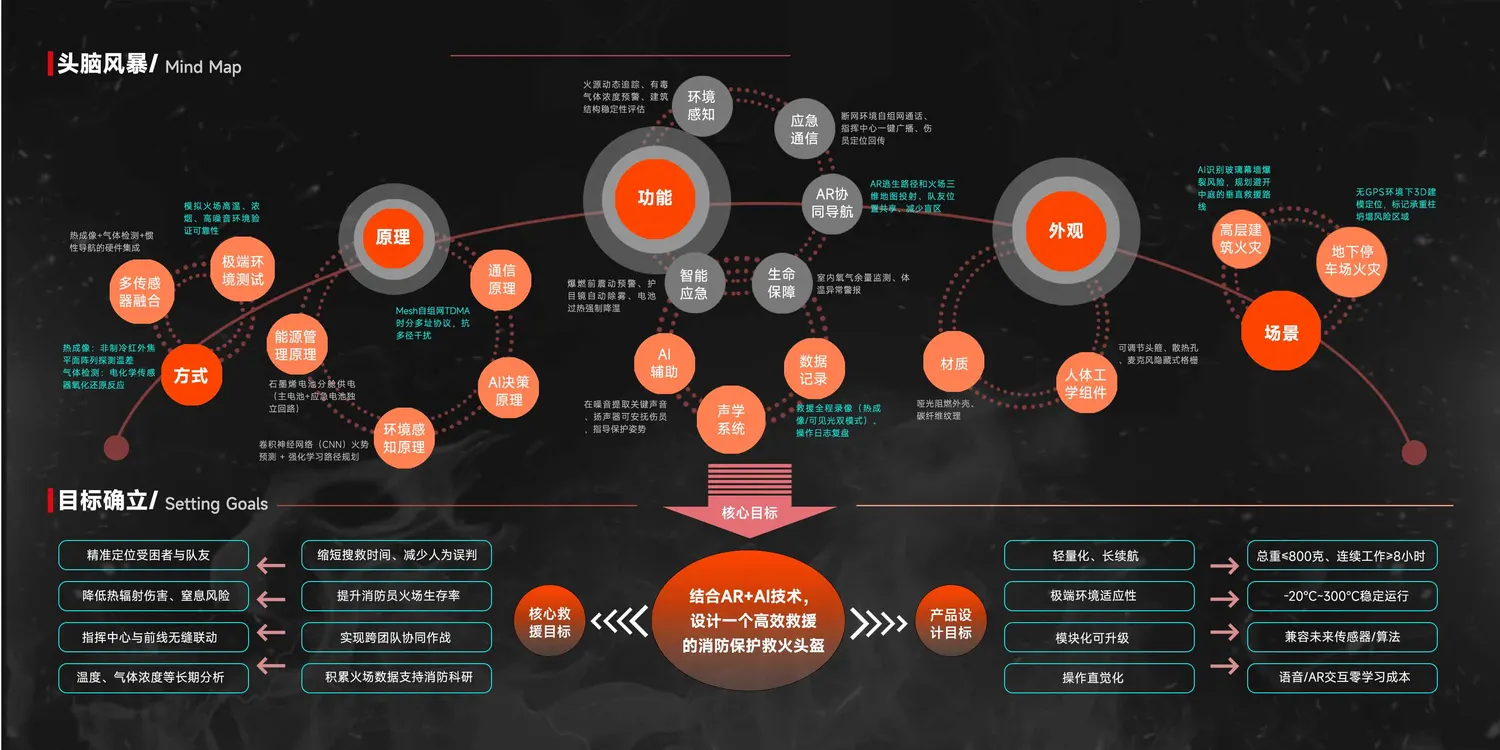 头脑风暴/ Mind Map
热成像+气体检测+惯
性导航的硬件集成
多传感
器融合
模拟火场高温、浓
烟、高噪音环境验
证可靠性
极端环
境测试
热成像：非制冷红外焦
平面阵列探测温差
气体检测：电化学传感
器氧化还原反应
方式
原理
能源管
理原理
石墨烯电池分舱供电
（主电池+应急电池独
立回路）
卷积神经网络（CNN）火势
预测 + 强化学习路径规划
环境感
知原理
通信
原理
Mesh自组网TDMA
时分多址协议，抗
多径干扰
AI决策
原理
功能
火源动态追踪、有毒
气体浓度预警、建筑
结构稳定性评估
环境
感知
应急
通信
断网环境自组网通话、
指挥中心一键广播、伤
员定位回传
AR协
同导航
AR逃生路径和火场三
维地图投射、队友位
置共享，减少盲区
爆燃前震动预警、护
目镜自动除雾、电池
过热强制降温
智能
应急
生命
保障
室内氧气余量监测、体
温异常警报
AI
辅助
在噪音提取关键声音
、扬声器可安抚伤员
，指导保护姿势
声学
系统
数据
记录
救援全程录像（热成
像/可见光双模式）、
操作日志复盘
外观
材质
哑光阻燃外壳、
碳纤维纹理
人体工
学组件
可调节头箍、散热孔
、麦克风隐藏式格栅
AI识别玻璃幕墙爆
裂风险，规划避开
中庭的垂直救援路
线
高层建
筑火灾
无GPS环境下3D建
模定位，标记承重柱
坍塌风险区域
地下停
车场火灾
场景
目标确立/ Setting Goals
核心目标
精准定位受困者与队友
缩短搜救时间、减少人为误判
降低热辐射伤害、窒息风险
提升消防员火场生存率
指挥中心与前线无缝联动
实现跨团队协同作战
温度、气体浓度等长期分析
积累火场数据支持消防科研
核心救
援目标
结合AR+AI技术，
设计一个高效救援
的消防保护救火头盔
产品设
计目标
轻量化、长续航
总重≤800克、连续工作≥8小时
极端环境适应性
-20°C~300°C稳定运行
模块化可升级
兼容未来传感器/算法
操作直觉化
语音/AR交互零学习成本